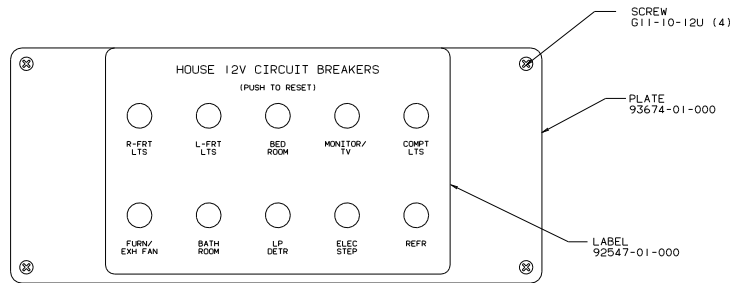 SCREW
G11-10-12U (4)
HOUSE 12V CIRCUIT BREAKERS
(PUSH TO RESET)
PLATE
93674-01-000
R-FRT
LTS
L-FRT
LTS
BED
ROOM
MONITOR/
TV
COMPT
LTS
FURN/
EXH FAN
BATH
ROOM
LP
DETR
ELEC
STEP
REFR
LABEL
92547-01-000